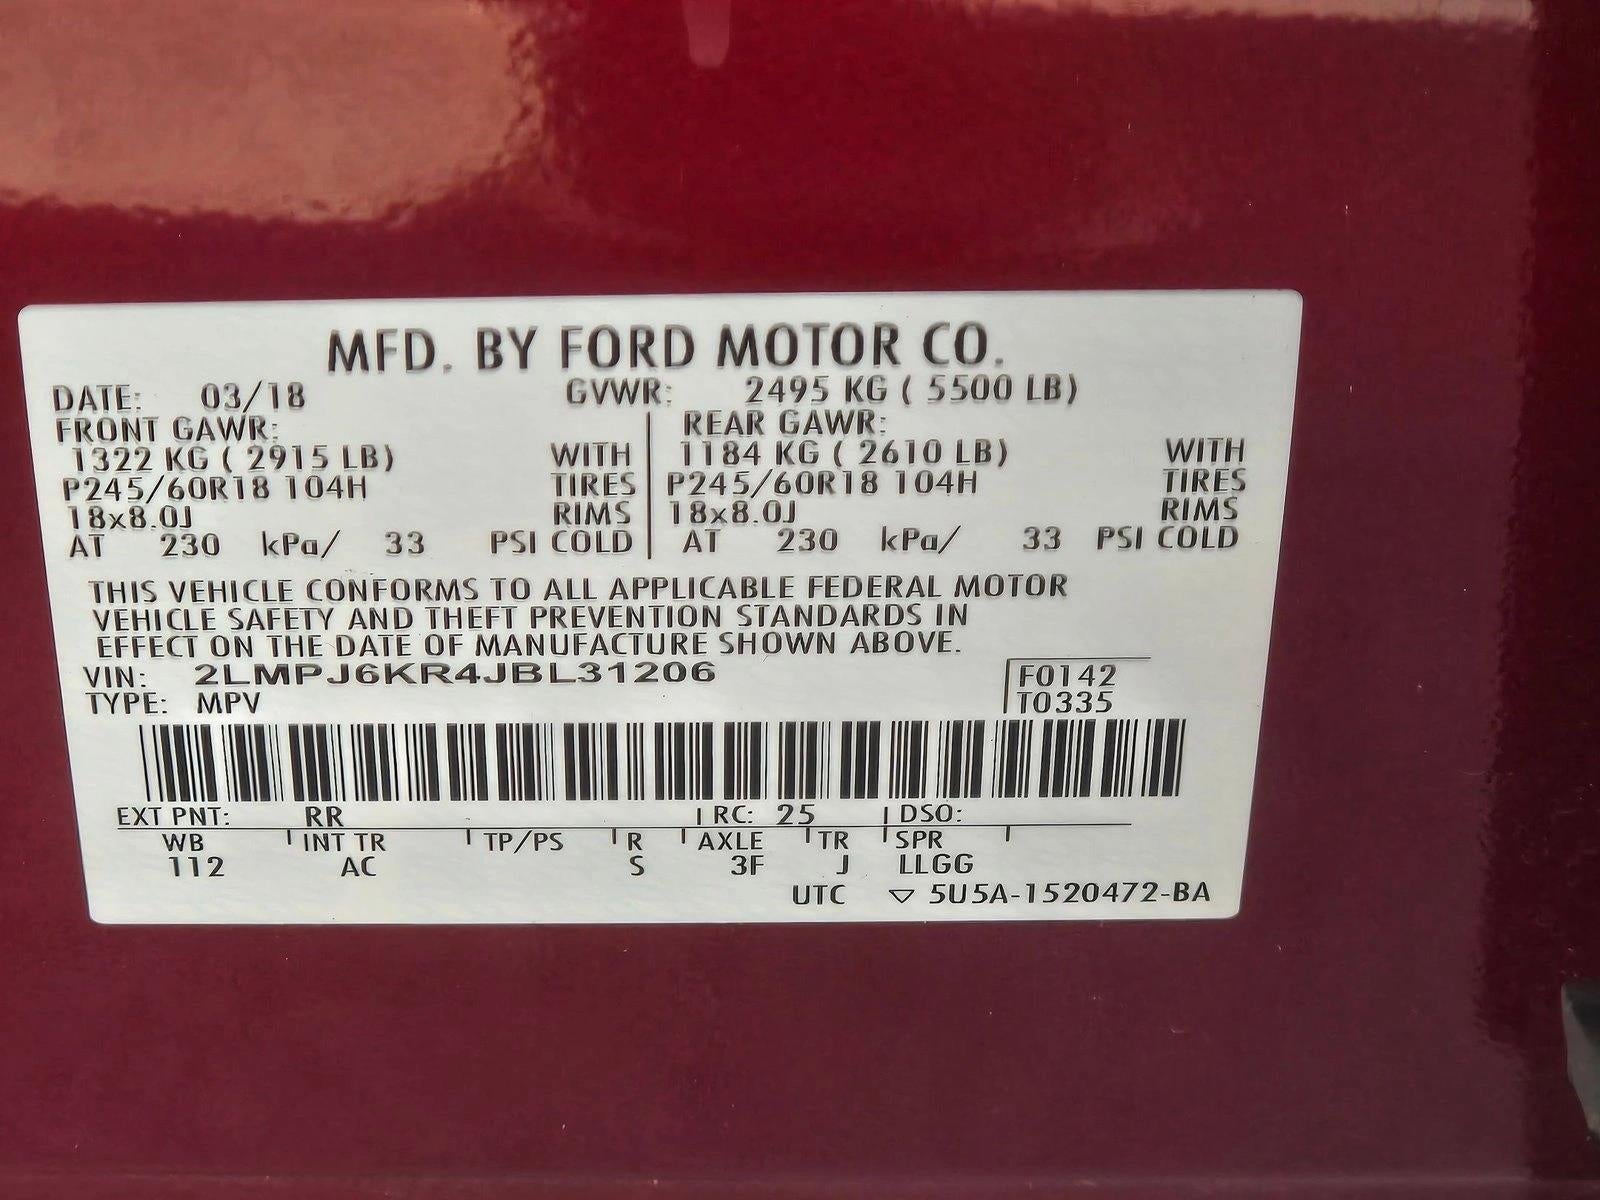 MFD. BY FORD MOTOR CO.
DATE: 03/18 GVWR: 2495 KG ( 5500 LB)
FRONT GAWR: REAR GAWR:
1322 KG ( 2915 LB) WITH 1184 KG ( 2610 LB) WITH
P245/60R18 104H TIRES P245/60R18 104H TIRES
18x8.0J RIMS 18x8.0J RIMS
AT 230 kPa/ 33 PSI COLD AT 230 kPa/ 33 PSI COLD
THIS VEHICLE CONFORMS TO ALL APPLICABLE FEDERAL MOTOR
VEHICLE SAFETY AND THEFT PREVENTION STANDARDS IN
EFFECT ON THE DATE OF MANUFACTURE SHOWN ABOVE.
VIN: 2LMPJ6KR4JBL31206 F0142
TYPE: MPV T0335
EXT PNT: RR RC: 25 DSO:
WB INT TR TP/PS R AXLE TR SPR
112 AC S 3F J LLGG
UTC ▽ 5U5A-1520472-BA